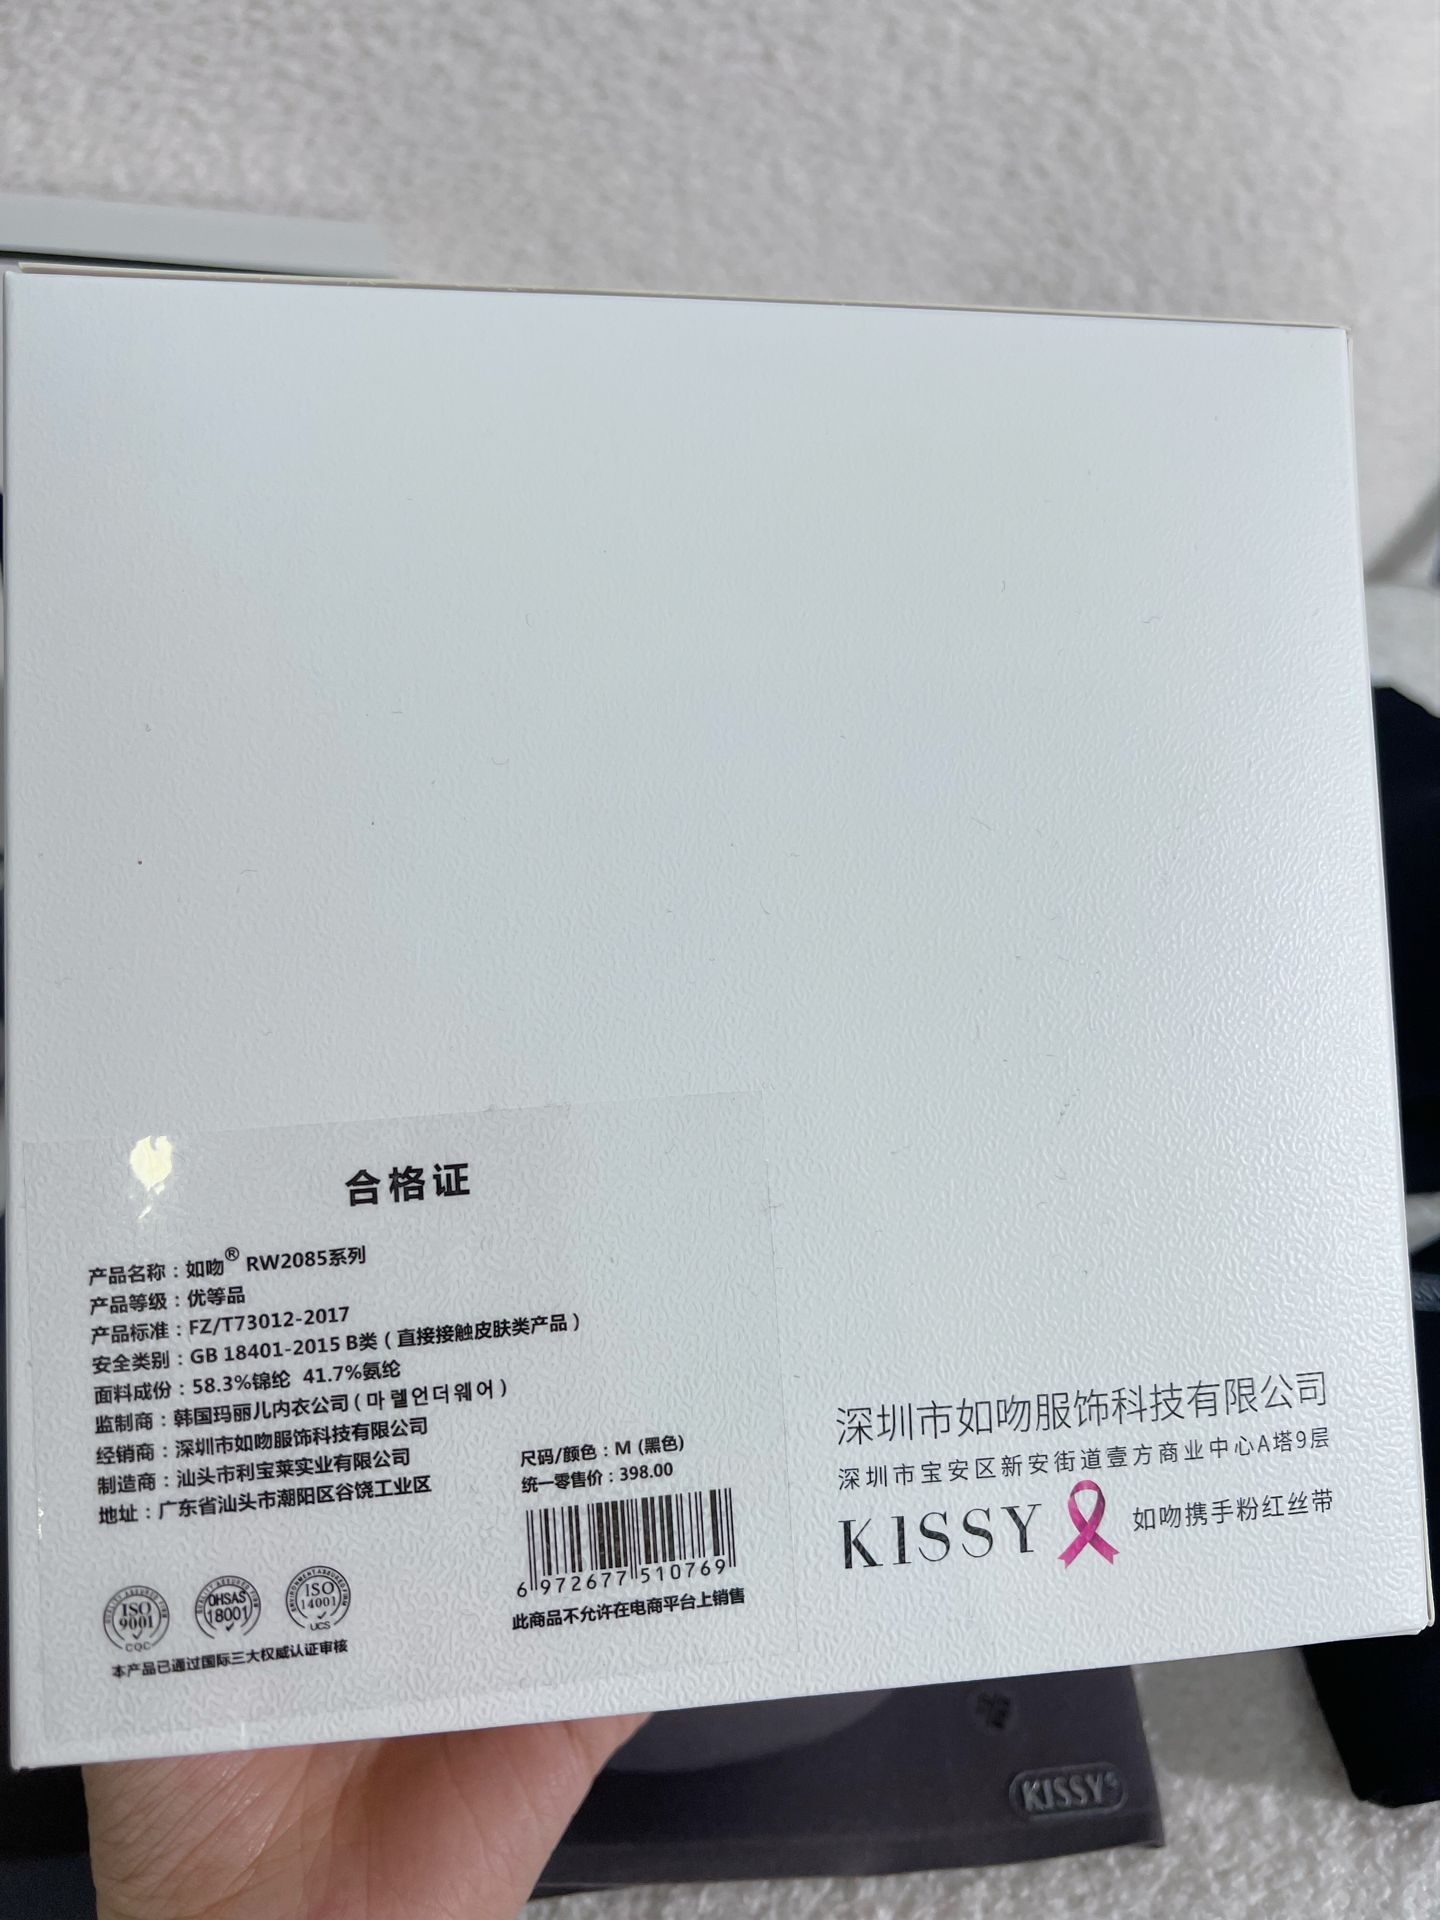 合格证
产品名称：如吻® RW2085系列
产品等级：优等品
产品标准：FZ/T73012-2017
安全类别：GB 18401-2015 B类（直接接触皮肤类产品）
面料成份：58.3%锦纶 41.7%氨纶
监制商：韩国玛丽儿内衣公司(마렐언더웨어)
经销商：深圳市如吻服饰科技有限公司
制造商：汕头市利宝莱实业有限公司
地址：广东省汕头市潮阳区谷饶工业区
尺码/颜色：M (黑色)
统一零售价：398.00
6 972677 510769
此商品不允许在电商平台上销售
ISO
9001
CQC
OHSAS
18001
ISO
14001
UCS
本产品已通过国际三大权威认证审核
深圳市如吻服饰科技有限公司
深圳市宝安区新安街道壹方商业中心A塔9层
KISSY 如吻携手粉红丝带
KISSY